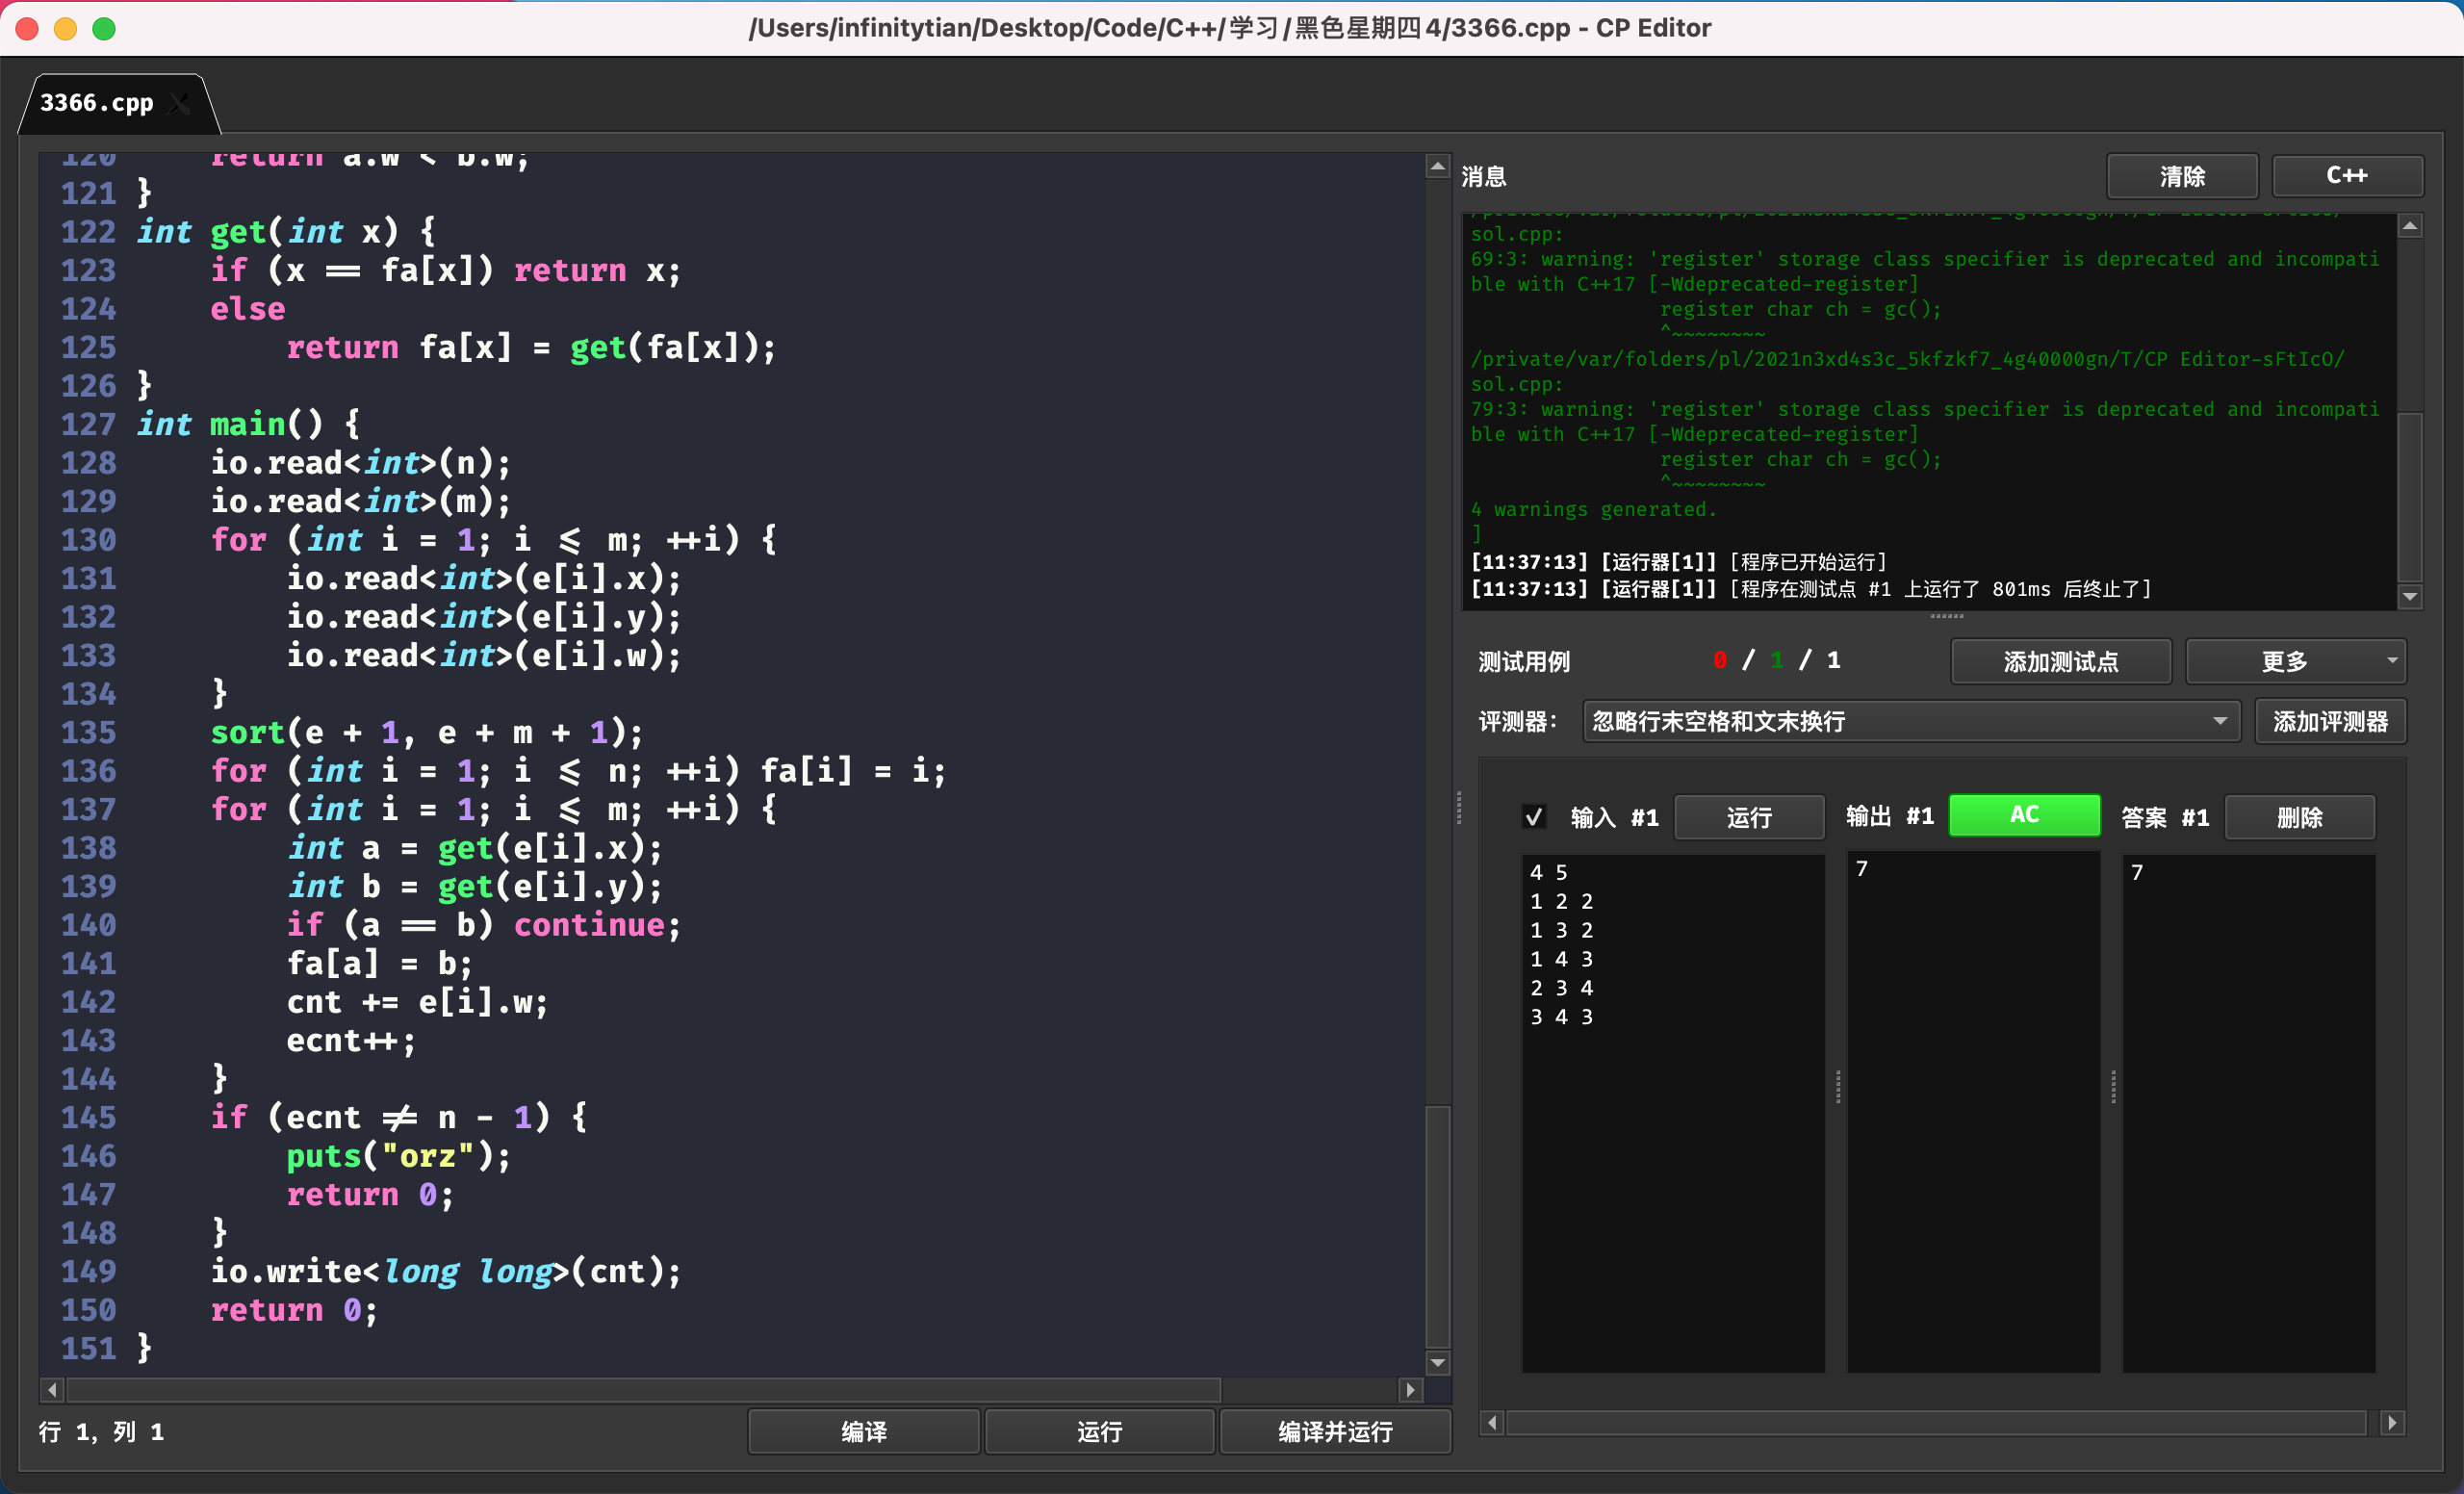 /Users/infinitytian/Desktop/Code/C++/学习/黑色星期四4/3366.cpp - CP Editor
3366.cpp
120 return a.w < b.w;
121 }
122 int get(int x) {
123 if (x == fa[x]) return x;
124 else
125 return fa[x] = get(fa[x]);
126 }
127 int main() {
128 io.read<int>(n);
129 io.read<int>(m);
130 for (int i = 1; i <= m; ++i) {
131 io.read<int>(e[i].x);
132 io.read<int>(e[i].y);
133 io.read<int>(e[i].w);
134 }
135 sort(e + 1, e + m + 1);
136 for (int i = 1; i <= n; ++i) fa[i] = i;
137 for (int i = 1; i <= m; ++i) {
138 int a = get(e[i].x);
139 int b = get(e[i].y);
140 if (a == b) continue;
141 fa[a] = b;
142 cnt += e[i].w;
143 ecnt++;
144 }
145 if (ecnt != n - 1) {
146 puts("orz");
147 return 0;
148 }
149 io.write<long long>(cnt);
150 return 0;
151 }
行 1, 列 1
编译 运行 编译并运行
消息 清除 C++
sol.cpp:
69:3: warning: 'register' storage class specifier is deprecated and incompati
ble with C++17 [-Wdeprecated-register]
register char ch = gc();
^~~~~~~~~
/private/var/folders/pl/2021n3xd4s3c_5kfzkf7_4g40000gn/T/CP Editor-sFtIcO/
sol.cpp:
79:3: warning: 'register' storage class specifier is deprecated and incompati
ble with C++17 [-Wdeprecated-register]
register char ch = gc();
^~~~~~~~~
4 warnings generated.
]
[11:37:13] [运行器[1]] [程序已开始运行]
[11:37:13] [运行器[1]] [程序在测试点 #1 上运行了 801ms 后终止了]
测试用例 0 / 1 / 1 添加测试点 更多
评测器: 忽略行末空格和文末换行 添加评测器
输入 #1 运行 输出 #1 AC 答案 #1 删除
4 5
1 2 2
1 3 2
1 4 3
2 3 4
3 4 3
7
7